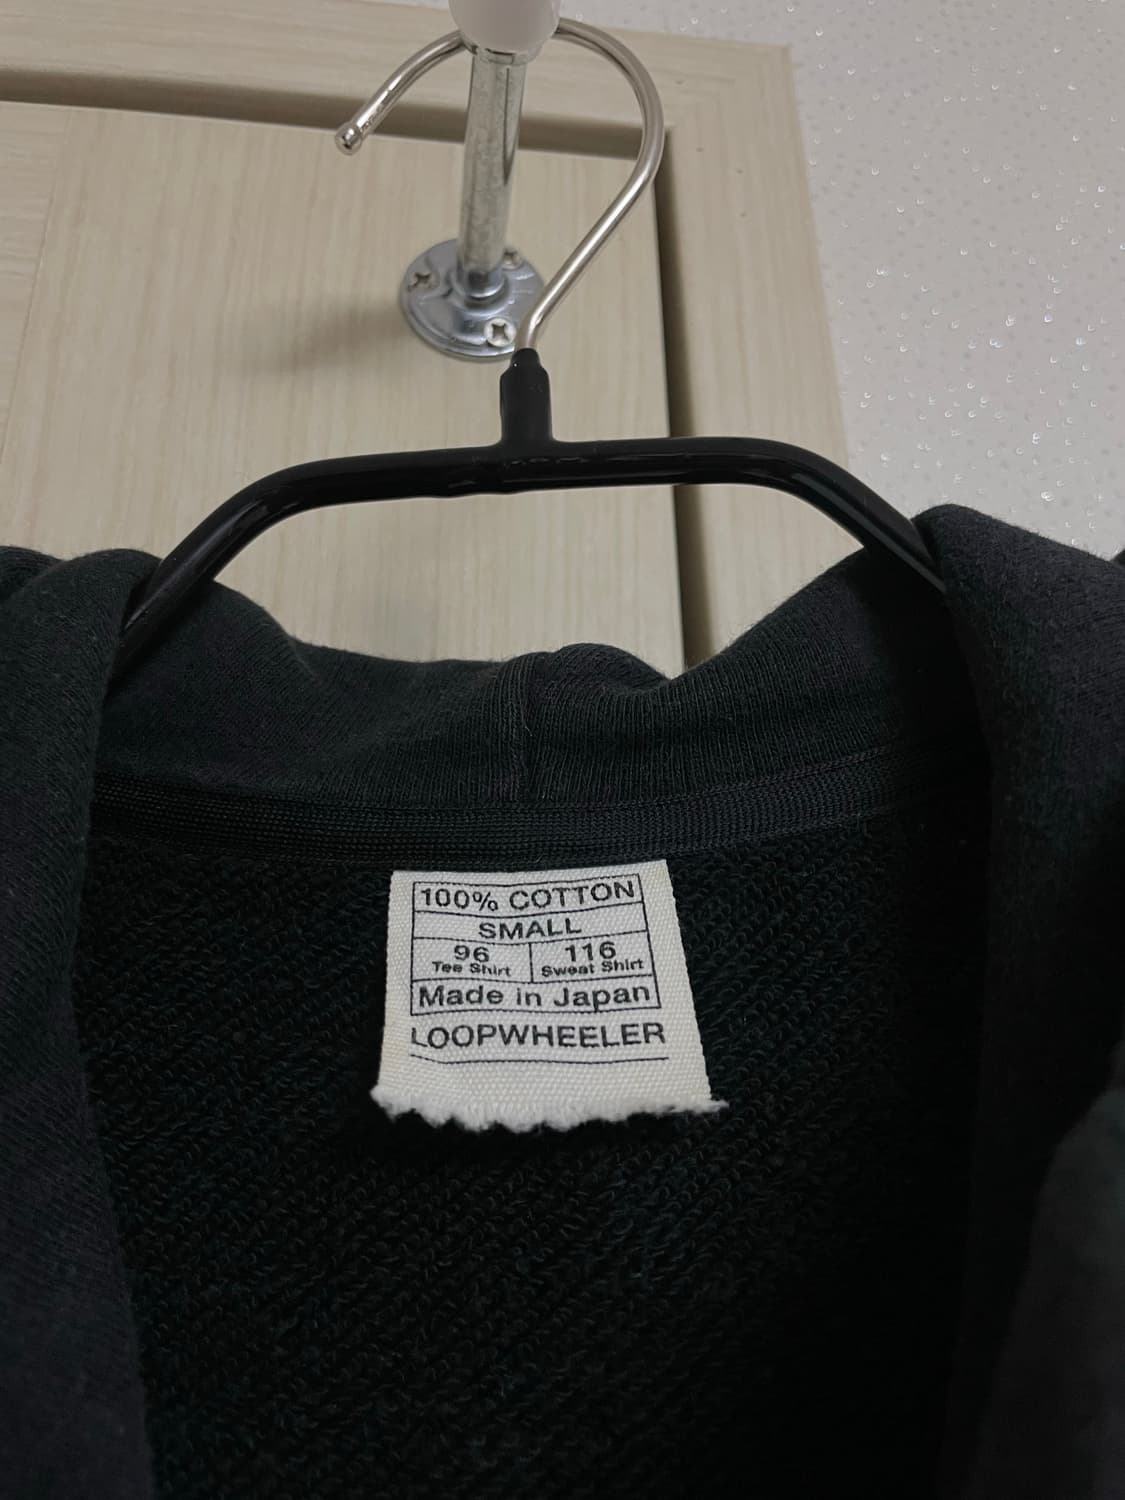 100% COTTON
SMALL
96 116
Tee Shirt Sweat Shirt
Made in Japan
LOOPWHEELER